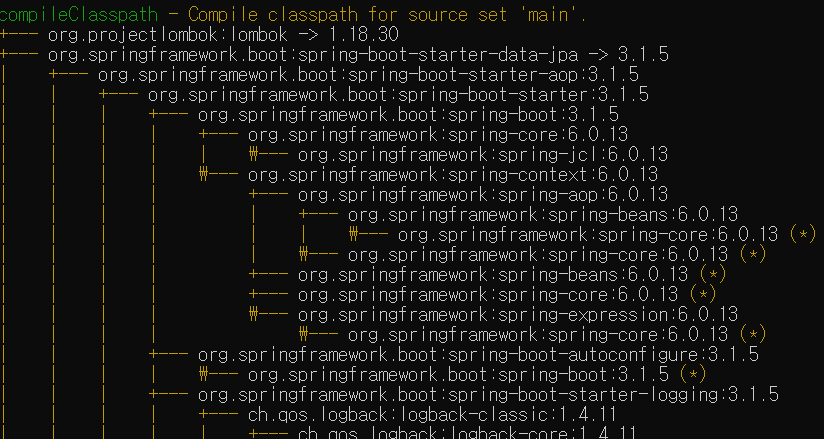 compileClasspath - Compile classpath for source set 'main'.
+--- org.projectlombok:lombok -> 1.18.30
+--- org.springframework.boot:spring-boot-starter-data-jpa -> 3.1.5
|    +--- org.springframework.boot:spring-boot-starter-aop:3.1.5
|    |    +--- org.springframework.boot:spring-boot-starter:3.1.5
|    |    |    +--- org.springframework.boot:spring-boot:3.1.5
|    |    |    |    +--- org.springframework:spring-core:6.0.13
|    |    |    |    |    ₩--- org.springframework:spring-jcl:6.0.13
|    |    |    |    ₩--- org.springframework:spring-context:6.0.13
|    |    |    |         +--- org.springframework:spring-aop:6.0.13
|    |    |    |         |    +--- org.springframework:spring-beans:6.0.13
|    |    |    |         |    |    ₩--- org.springframework:spring-core:6.0.13 (*)
|    |    |    |         |    ₩--- org.springframework:spring-core:6.0.13 (*)
|    |    |    |         +--- org.springframework:spring-beans:6.0.13 (*)
|    |    |    |         +--- org.springframework:spring-core:6.0.13 (*)
|    |    |    |         ₩--- org.springframework:spring-expression:6.0.13
|    |    |    |              ₩--- org.springframework:spring-core:6.0.13 (*)
|    |    |    +--- org.springframework.boot:spring-boot-autoconfigure:3.1.5
|    |    |    |    ₩--- org.springframework.boot:spring-boot:3.1.5 (*)
|    |    |    +--- org.springframework.boot:spring-boot-starter-logging:3.1.5
|    |    |    |    +--- ch.qos.logback:logback-classic:1.4.11
|    |    |    |    |    +--- ch.qos.logback:logback-core:1.4.11